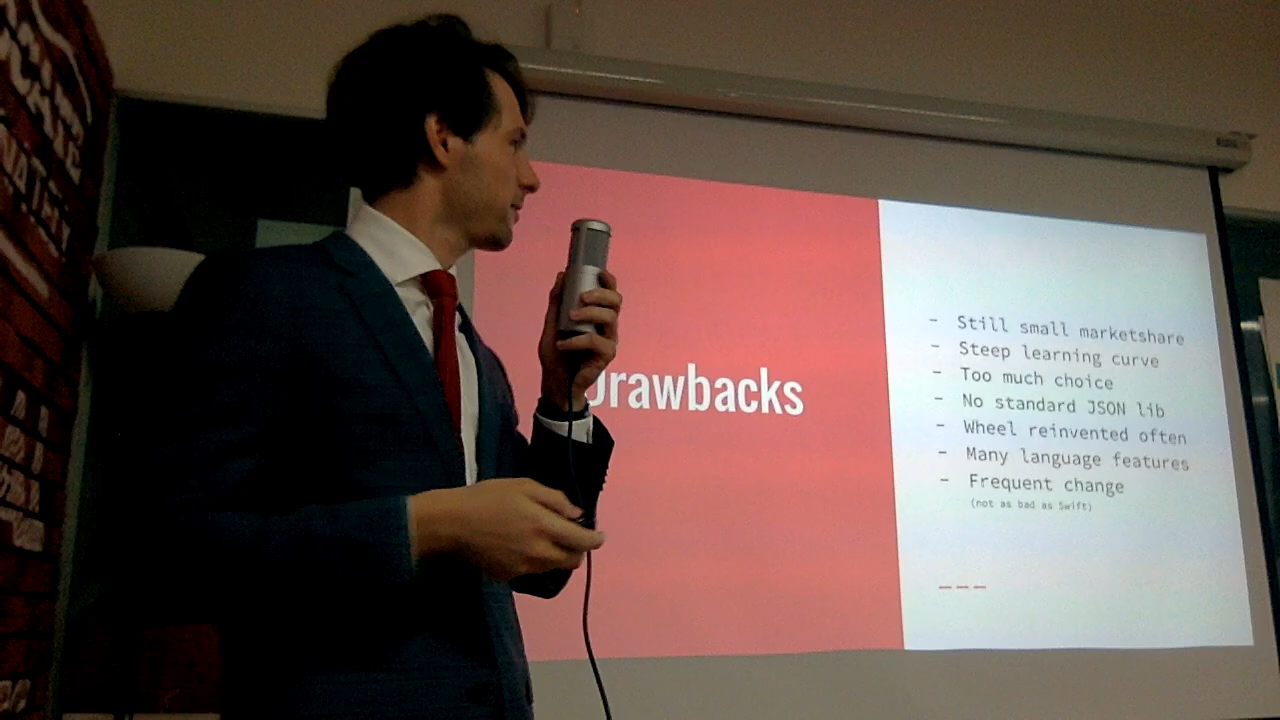 Drawbacks
- Still small marketshare
- Steep learning curve
- Too much choice
- No standard JSON lib
- Wheel reinvented often
- Many language features
- Frequent change
(not as bad as Swift)